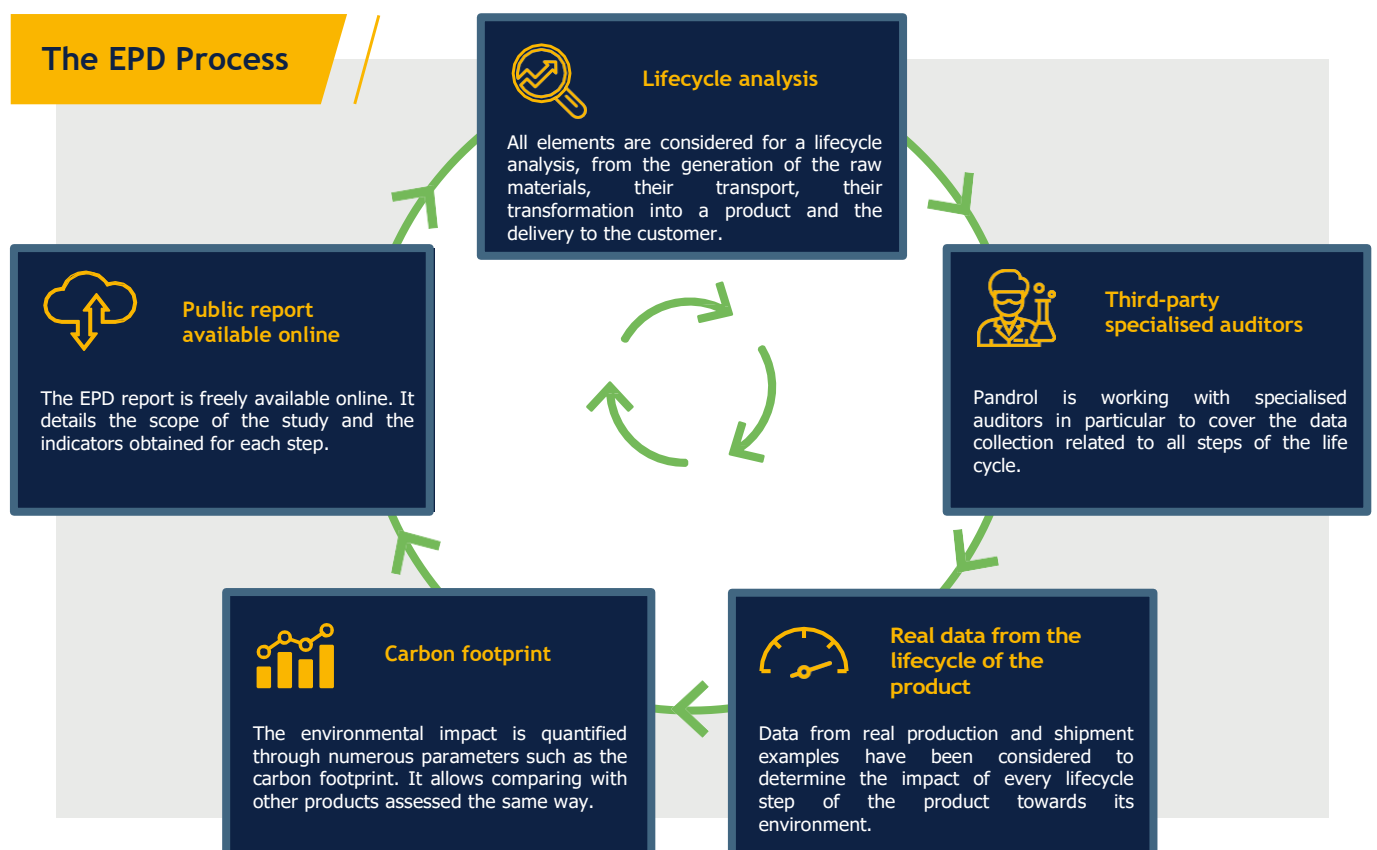 The EPD Process
Lifecycle analysis
All elements are considered for a lifecycle
analysis, from the generation of the raw
materials, their transport, their
transformation into a product and the
delivery to the customer.
Third-party
specialised auditors
Pandrol is working with specialised
auditors in particular to cover the data
collection related to all steps of the life
cycle.
Real data from the
lifecycle of the
product
Data from real production and shipment
examples have been considered to
determine the impact of every lifecycle
step of the product towards its
environment.
Carbon footprint
The environmental impact is quantified
through numerous parameters such as the
carbon footprint. It allows comparing with
other products assessed the same way.
Public report
available online
The EPD report is freely available online. It
details the scope of the study and the
indicators obtained for each step.